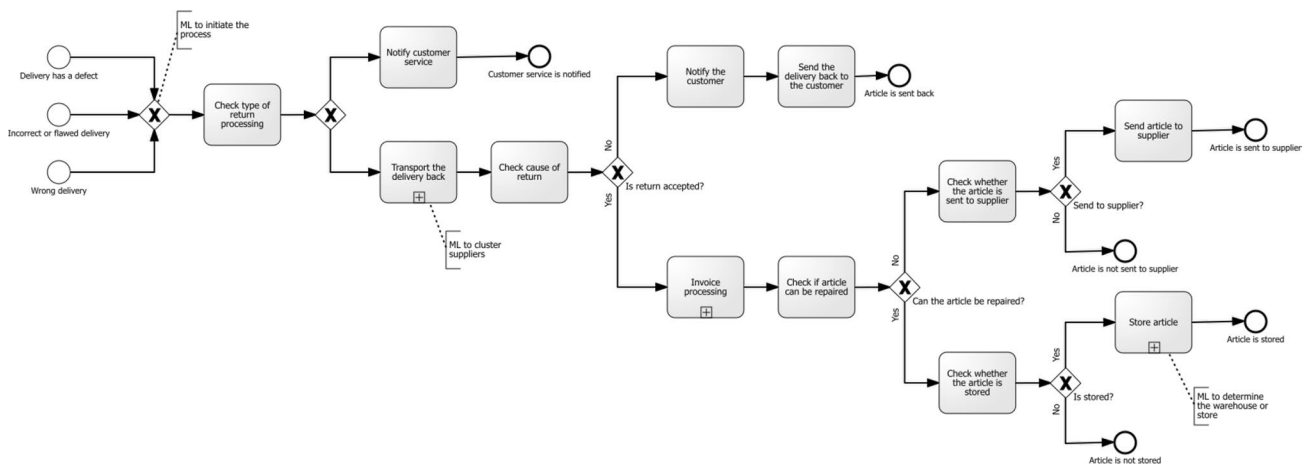 ML to initiate the
process
Delivery has a defect
Incorrect or flawed delivery
Wrong delivery
X
Check type of
return
processing
X
Notify customer
service
Customer service is notified
Transport the
delivery back
ML to cluster
suppliers
Check cause of
return
X
No
Yes
Is return accepted?
Notify the
customer
Send the
delivery back to
the customer
Article is sent back
Invoice
processing
Check if article
can be repaired
X
No
Yes
Can the article be repaired?
Check whether
the article is
sent to supplier
X
Yes
No
Send to supplier?
Send article to
supplier
Article is sent to supplier
Article is not sent to supplier
Check whether
the article is
stored
X
Yes
No
Is stored?
Store article
Article is stored
ML to determine
the warehouse or
store
Article is not stored